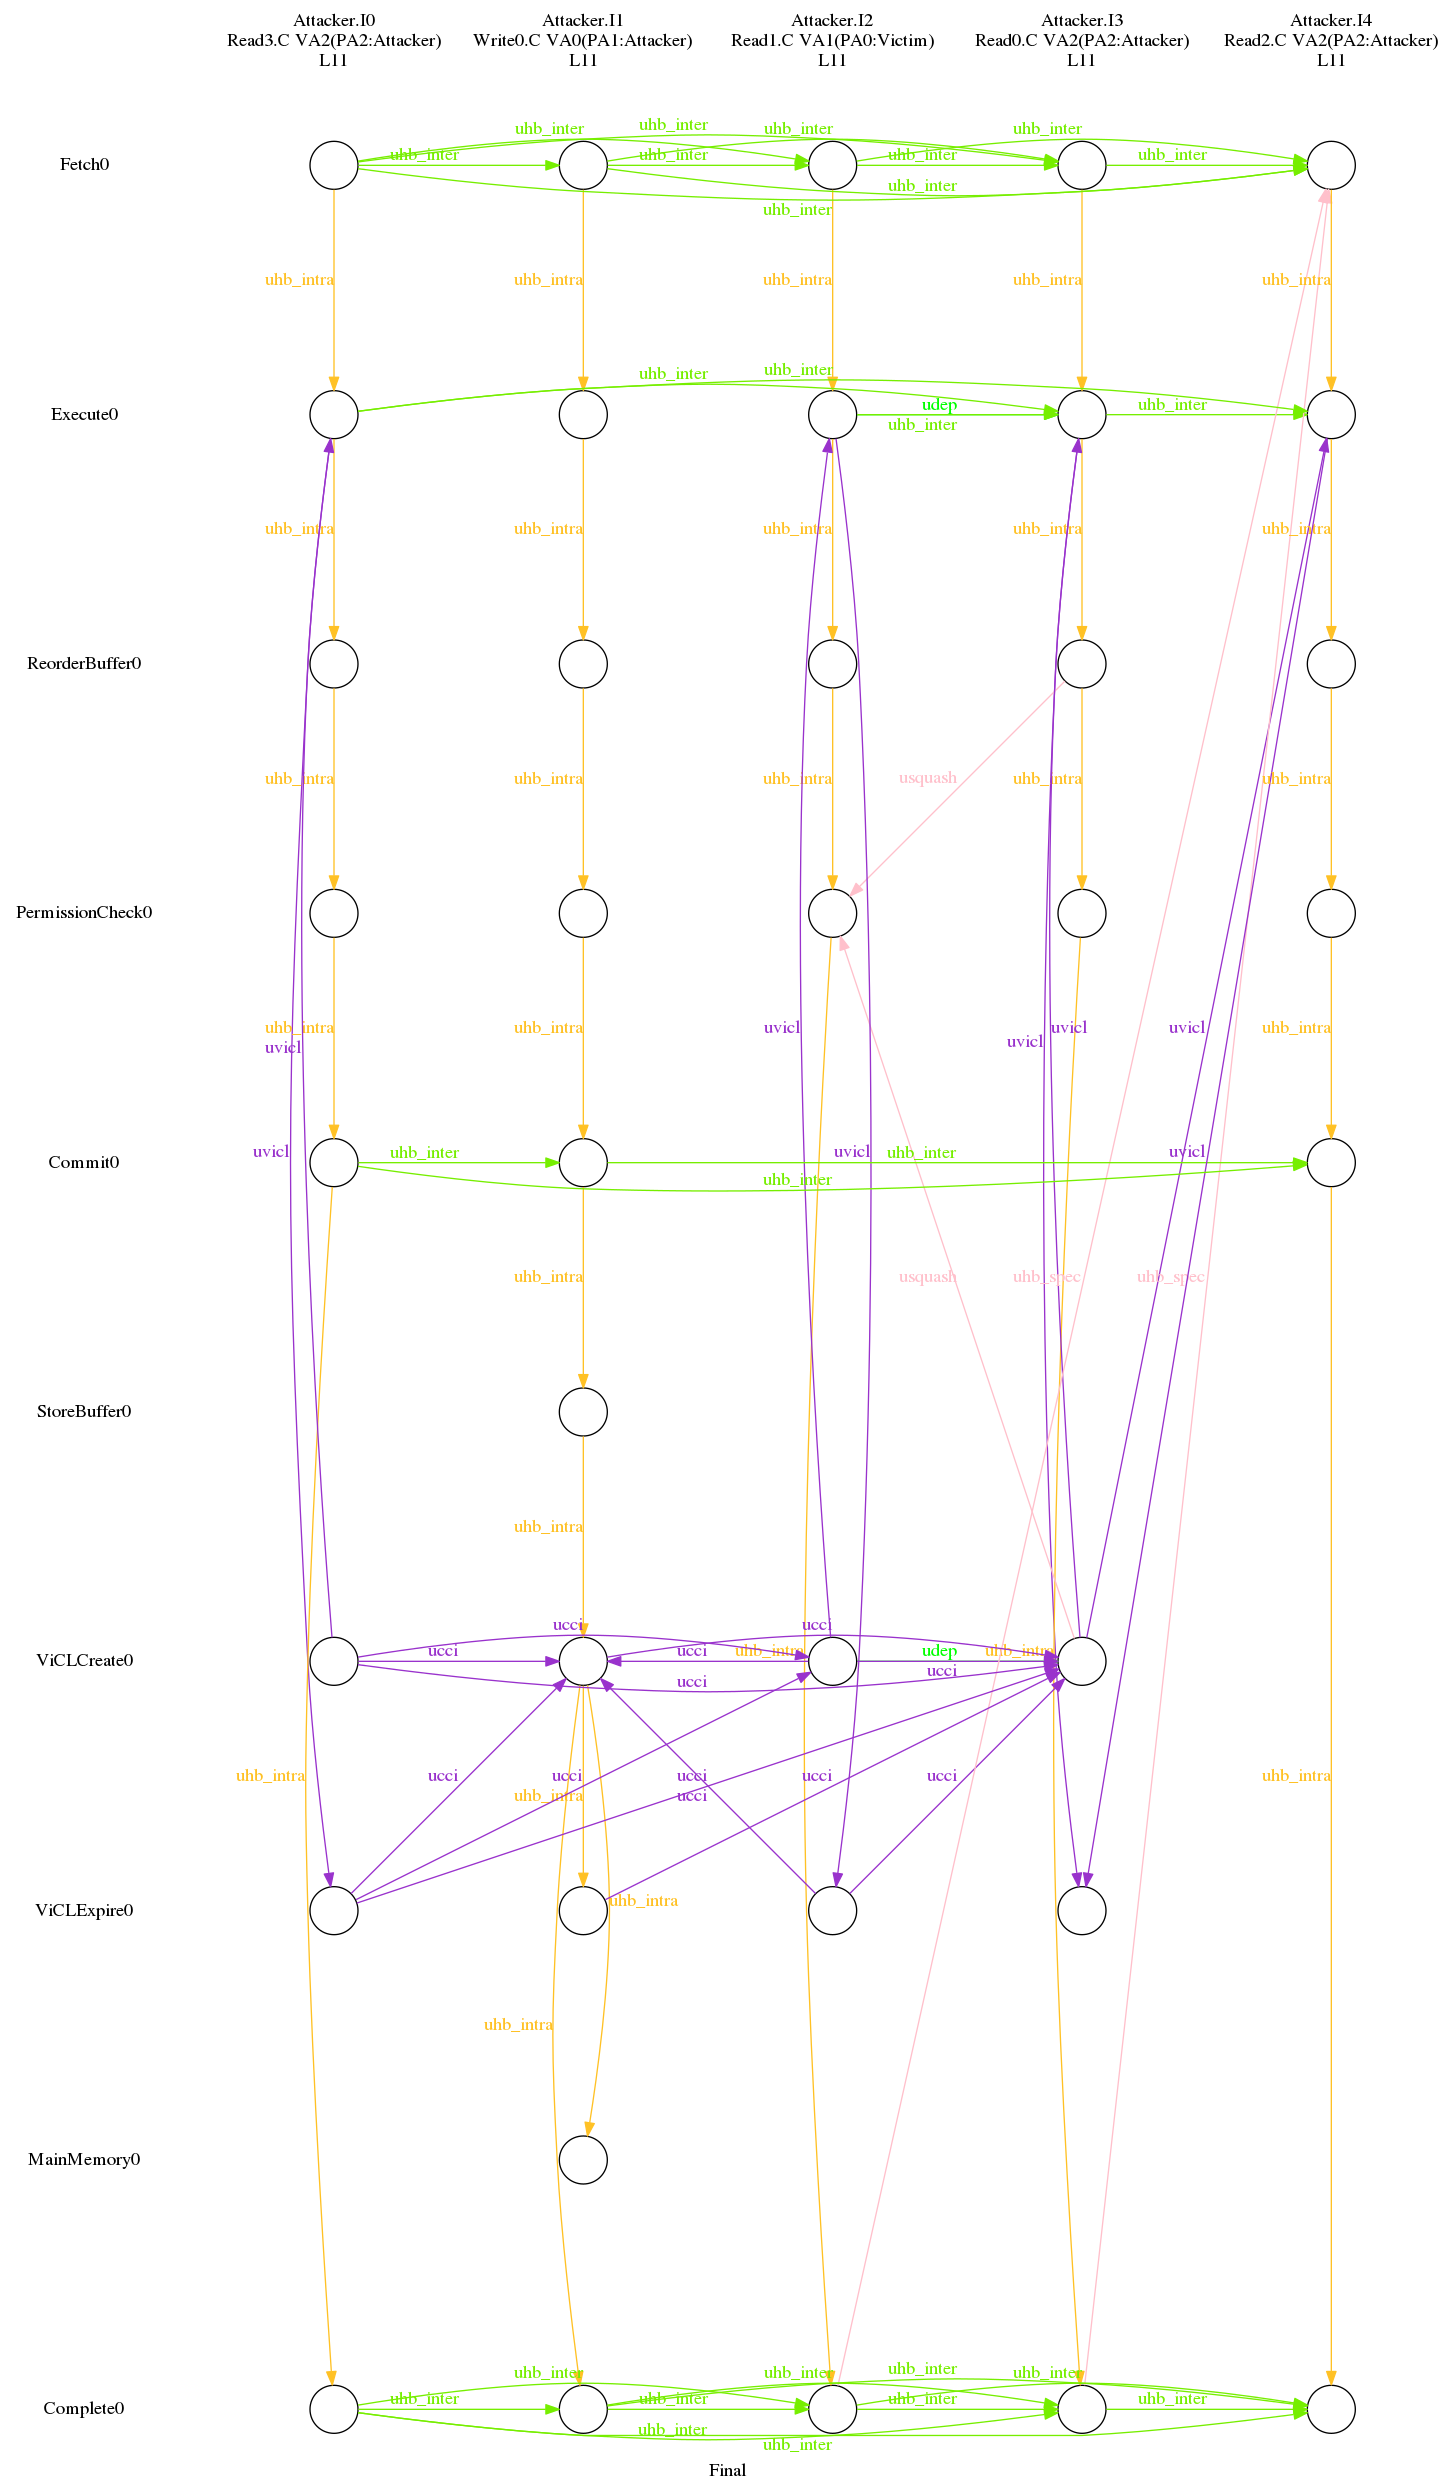 Attacker.I0 Attacker.I1 Attacker.I2 Attacker.I3 Attacker.I4
Read3.C VA2(PA2:Attacker) Write0.C VA0(PA1:Attacker) Read1.C VA1(PA0:Victim) Read0.C VA2(PA2:Attacker) Read2.C VA2(PA2:Attacker)
L11 L11 L11 L11 L11
uhb_inter
uhb_inter uhb_inter uhb_inter
Fetch0 uhb_inter uhb_inter uhb_inter uhb_inter
uhb_inter
uhb_inter
uhb_intra uhb_intra uhb_intra uhb_intra uhb_intra
uhb_inter uhb_inter
udep uhb_inter
Execute0
uhb_inter
uhb_intra uhb_intra uhb_intra uhb_intra uhb_intra
ReorderBuffer0
uhb_intra uhb_intra uhb_intra usquash uhb_intra uhb_intra
PermissionCheck0
uhb_intra uhb_intra uvicl uvicl uvicl uhb_intra
uvicl uvicl
uvicl uhb_inter uvicl uhb_inter uvicl
Commit0
uhb_inter
uhb_intra usquash uhb_spec uhb_spec
StoreBuffer0
uhb_intra
ucci ucci
ViCLCreate0 ucci ucci uhb_intra udep uhb_intra
ucci ucci
uhb_intra ucci ucci ucci ucci ucci uhb_intra
uhb_intra ucci
ViCLExpire0 uhb_intra
uhb_intra
MainMemory0
uhb_inter uhb_inter uhb_inter uhb_inter
Complete0 uhb_inter uhb_inter uhb_inter uhb_inter
uhb_inter
uhb_inter
Final